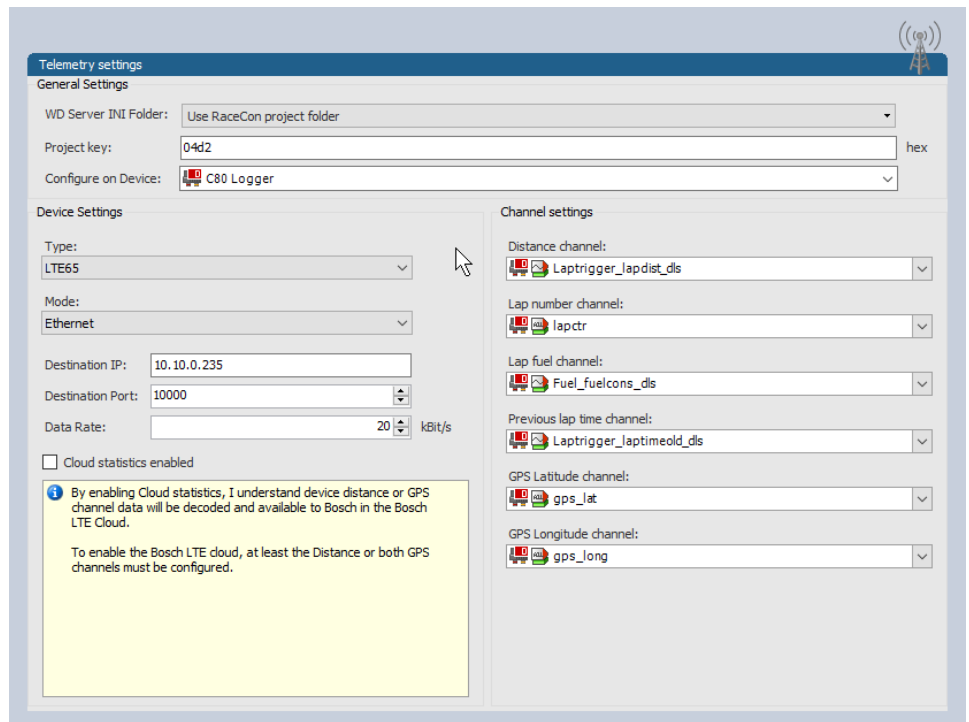 Telemetry settings
General Settings
WD Server INI Folder: Use RaceCon project folder
Project key: 04d2 hex
Configure on Device: C80 Logger
Device Settings
Type:
LTE65
Mode:
Ethernet
Destination IP: 10.10.0.235
Destination Port: 10000
Data Rate: 20 kBit/s
Cloud statistics enabled
By enabling Cloud statistics, I understand device distance or GPS
channel data will be decoded and available to Bosch in the Bosch
LTE Cloud.
To enable the Bosch LTE cloud, at least the Distance or both GPS
channels must be configured.
Channel settings
Distance channel:
Laptrigger_lapdist_dls
Lap number channel:
lapctr
Lap fuel channel:
Fuel_fuelcons_dls
Previous lap time channel:
Laptrigger_laptimeold_dls
GPS Latitude channel:
gps_lat
GPS Longitude channel:
gps_long